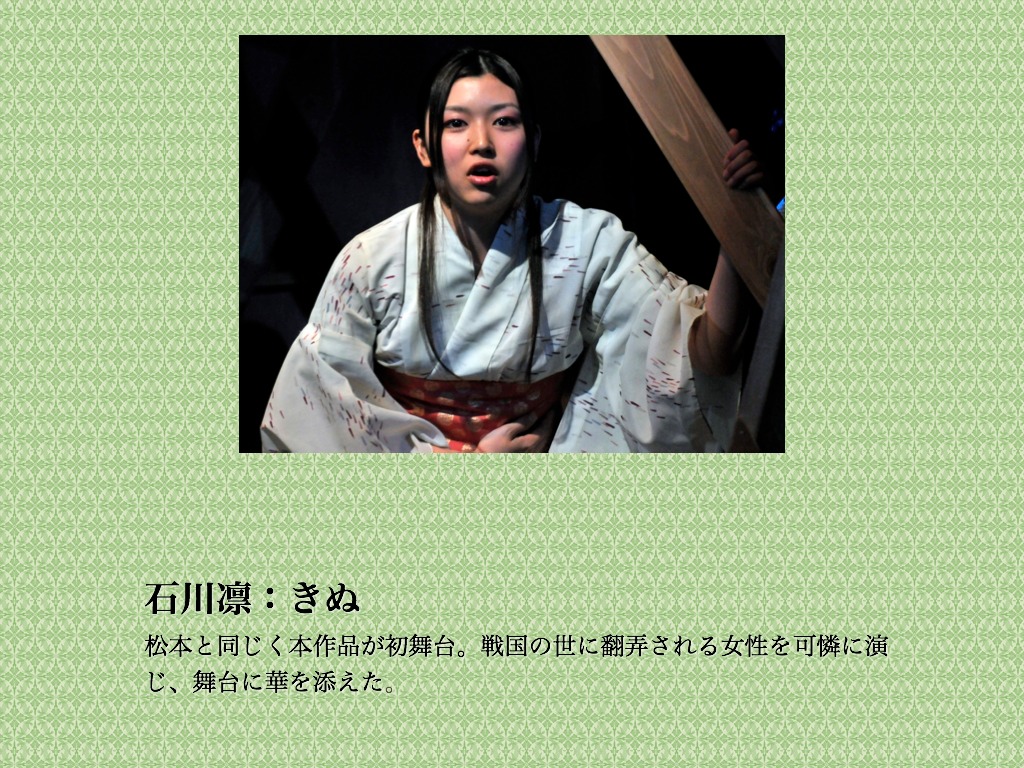 石川凛：きぬ
松本と同じく本作品が初舞台。戦国の世に翻弄される女性を可憐に演
じ、舞台に華を添えた。